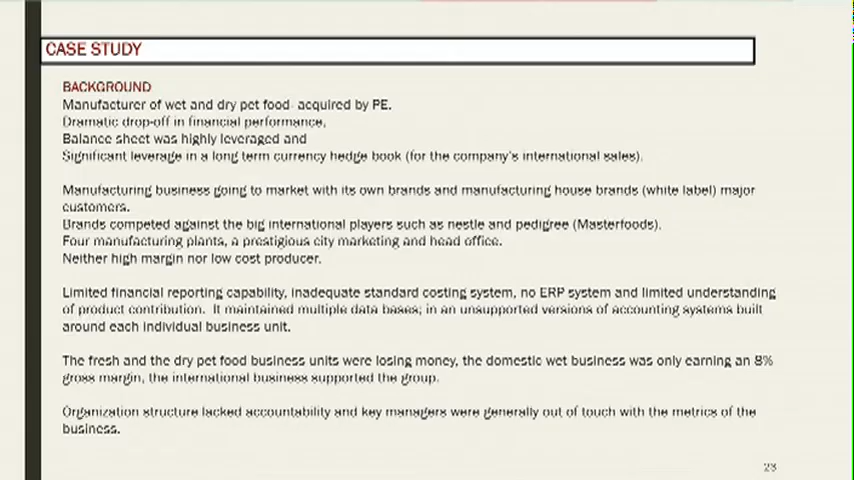 CASE STUDY
BACKGROUND
Manufacturer of wet and dry pet food- acquired by PE.
Dramatic drop-off in financial performance,
Balance sheet was highly leveraged and
Significant leverage in a long term currency hedge book (for the company's international sales).
Manufacturing business going to market with its own brands and manufacturing house brands (white label) major
customers.
Brands competed against the big international players such as nestle and pedigree (Masterfoods).
Four manufacturing plants, a prestigious city marketing and head office.
Neither high margin nor low cost producer.
Limited financial reporting capability, inadequate standard costing system, no ERP system and limited understanding
of product contribution. It maintained multiple data bases; in an unsupported versions of accounting systems built
around each individual business unit.
The fresh and the dry pet food business units were losing money, the domestic wet business was only earning an 8%
gross margin, the international business supported the group.
Organization structure lacked accountability and key managers were generally out of touch with the metrics of the
business.
23